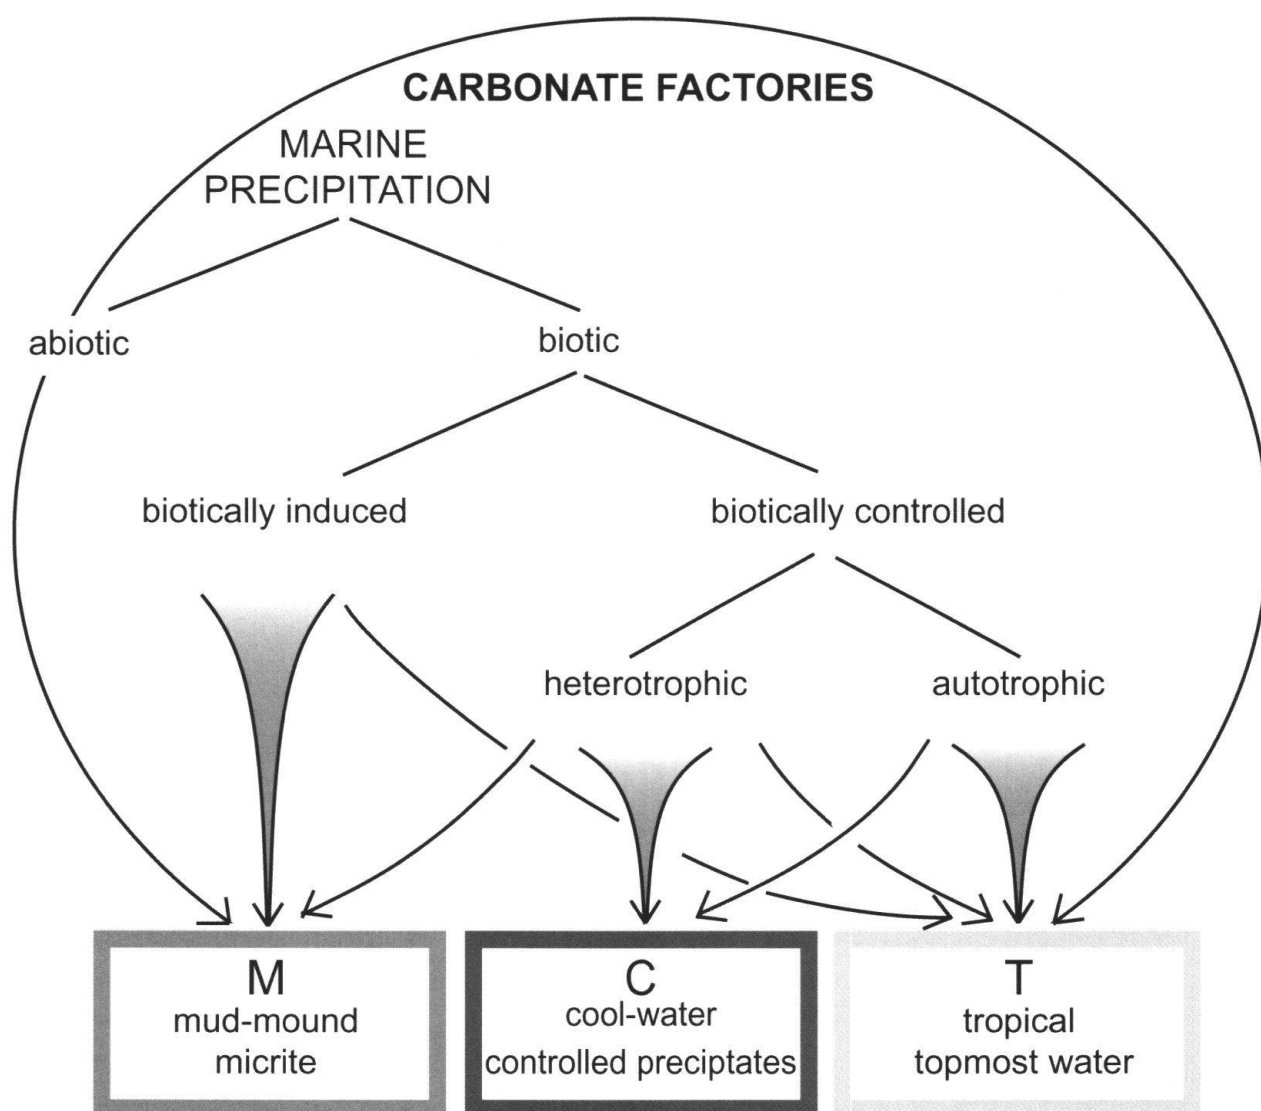 CARBONATE FACTORIES
MARINE
PRECIPITATION
abiotic
biotic
biotically induced
biotically controlled
heterotrophic
autotrophic
M
mud-mound
micrite
C
cool-water
controlled preciptates
T
tropical
topmost water